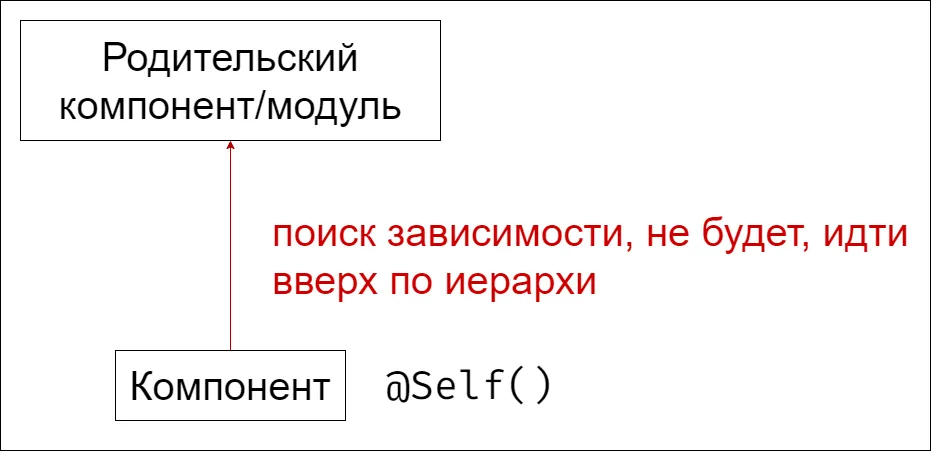 Родительский
компонент/модуль
поиск зависимости, не будет, идти
вверх по иерархи
Компонент
@Self()